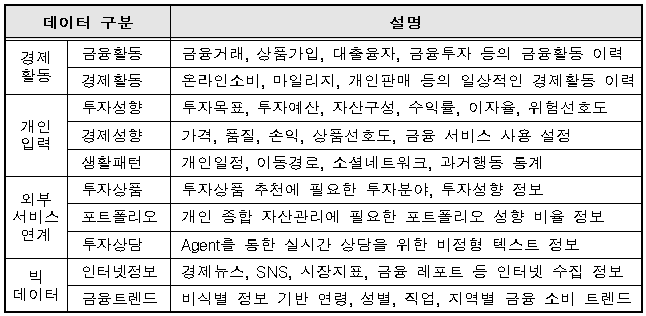 데이터 구분 설명
경제 활동 금융활동 금융거래, 상품가입, 대출융자, 금융투자 등의 금융활동 이력
경제활동 온라인소비, 마일리지, 개인판매 등의 일상적인 경제활동 이력
개인 입력 투자성향 투자목표, 투자예산, 자산구성, 수익률, 이자율, 위험선호도
경제성향 가격, 품질, 손익, 상품선호도, 금융 서비스 사용 설정
생활패턴 개인일정, 이동경로, 소셜네트워크, 과거행동 통계
외부 서비스 연계 투자상품 투자상품 추천에 필요한 투자분야, 투자성향 정보
포트폴리오 개인 종합 자산관리에 필요한 포트폴리오 성향 비율 정보
투자상담 Agent를 통한 실시간 상담을 위한 비정형 텍스트 정보
빅 데이터 인터넷정보 경제뉴스, SNS, 시장지표, 금융 레포트 등 인터넷 수집 정보
금융트렌드 비식별 정보 기반 연령, 성별, 직업, 지역별 금융 소비 트렌드